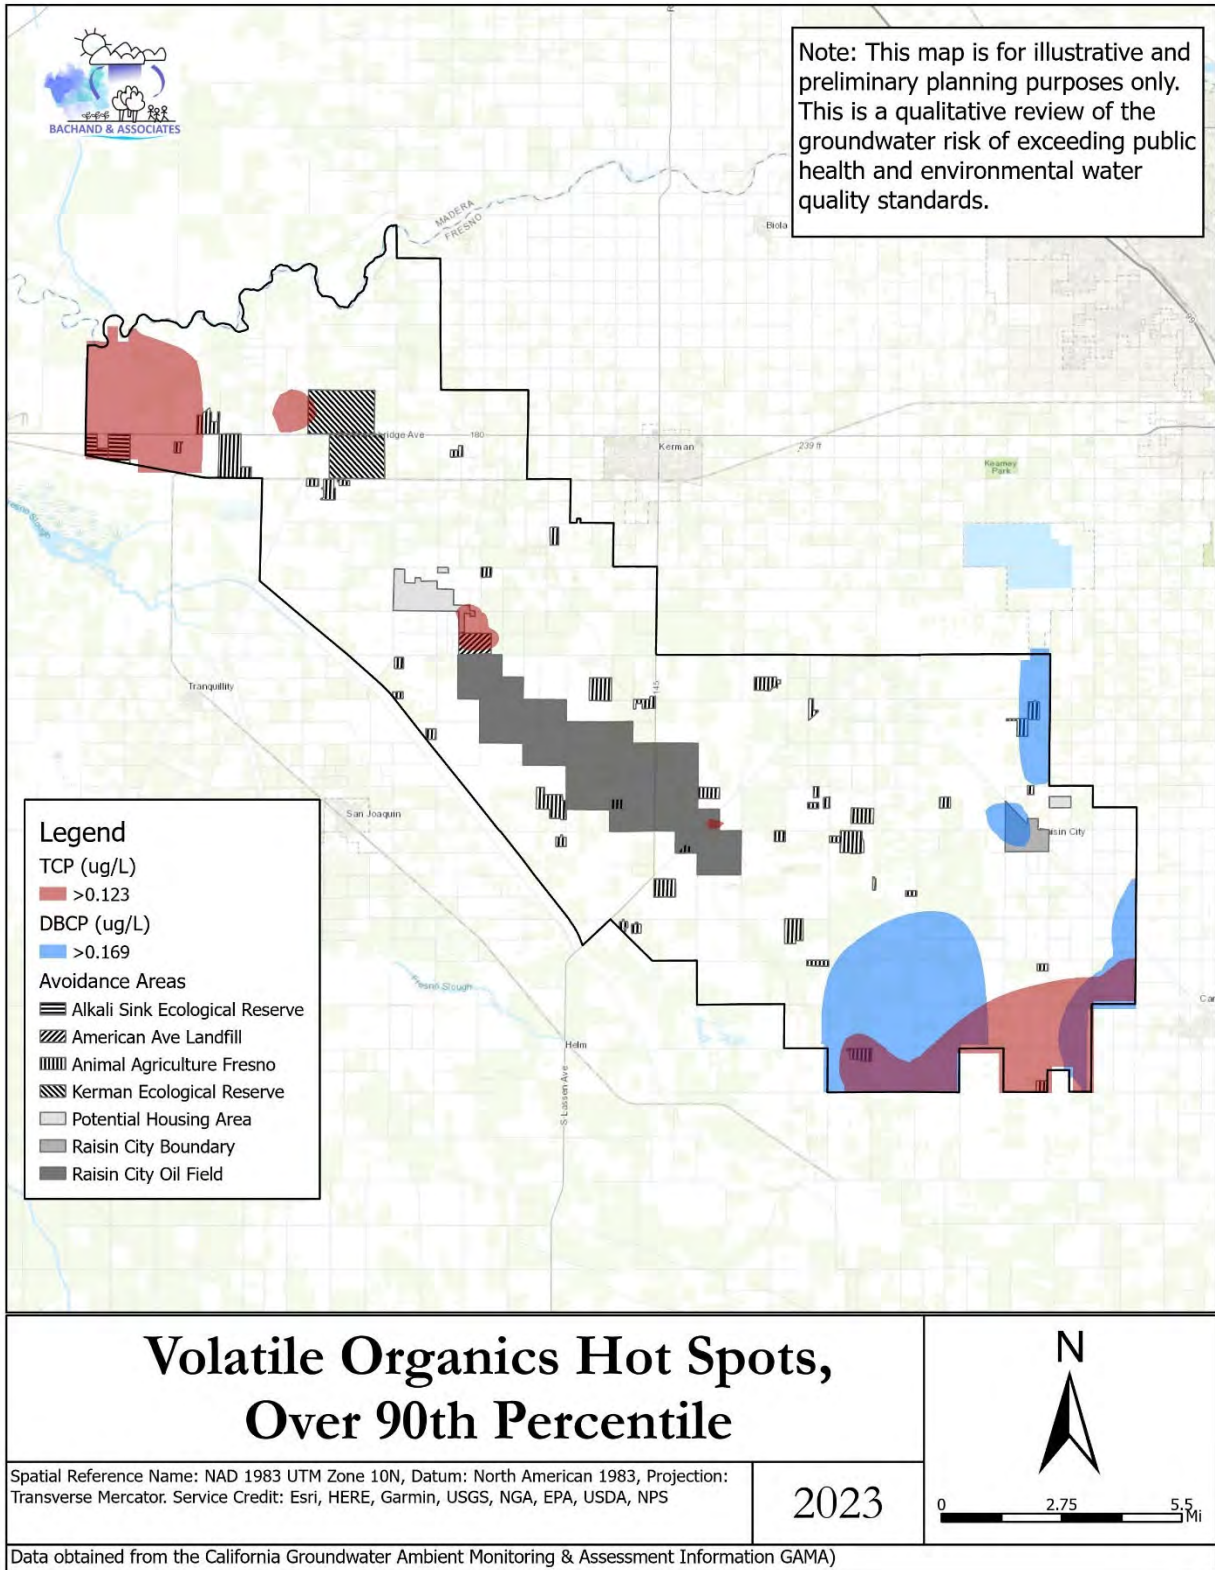 BACHAND & ASSOCIATES
Note: This map is for illustrative and
preliminary planning purposes only.
This is a qualitative review of the
groundwater risk of exceeding public
health and environmental water
quality standards.
MADERA
FRESNO
Biola
99
180
Kerman
239 ft
Kearney
Park
Fresno Slough
Tranquillity
145
San Joaquin
Fresno Slough
Helm
S Lassen Ave
Legend
TCP (ug/L)
>0.123
DBCP (ug/L)
>0.169
Avoidance Areas
Alkali Sink Ecological Reserve
American Ave Landfill
Animal Agriculture Fresno
Kerman Ecological Reserve
Potential Housing Area
Raisin City Boundary
Raisin City Oil Field
Volatile Organics Hot Spots,
Over 90th Percentile
Spatial Reference Name: NAD 1983 UTM Zone 10N, Datum: North American 1983, Projection:
Transverse Mercator. Service Credit: Esri, HERE, Garmin, USGS, NGA, EPA, USDA, NPS
2023
N
0 2.75 5.5
Mi
Data obtained from the California Groundwater Ambient Monitoring & Assessment Information GAMA)